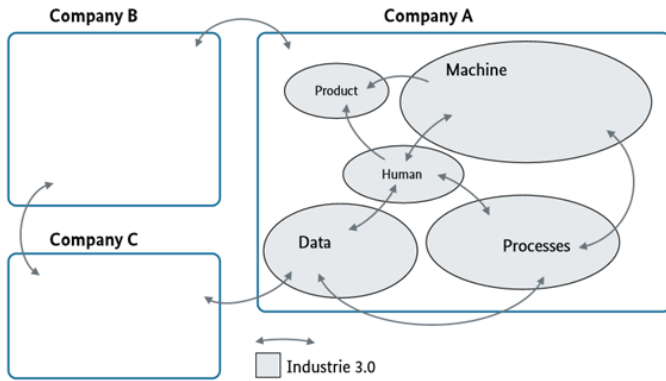 Company B
Company A
Machine
Product
Human
Company C
Data
Processes
Industrie 3.0